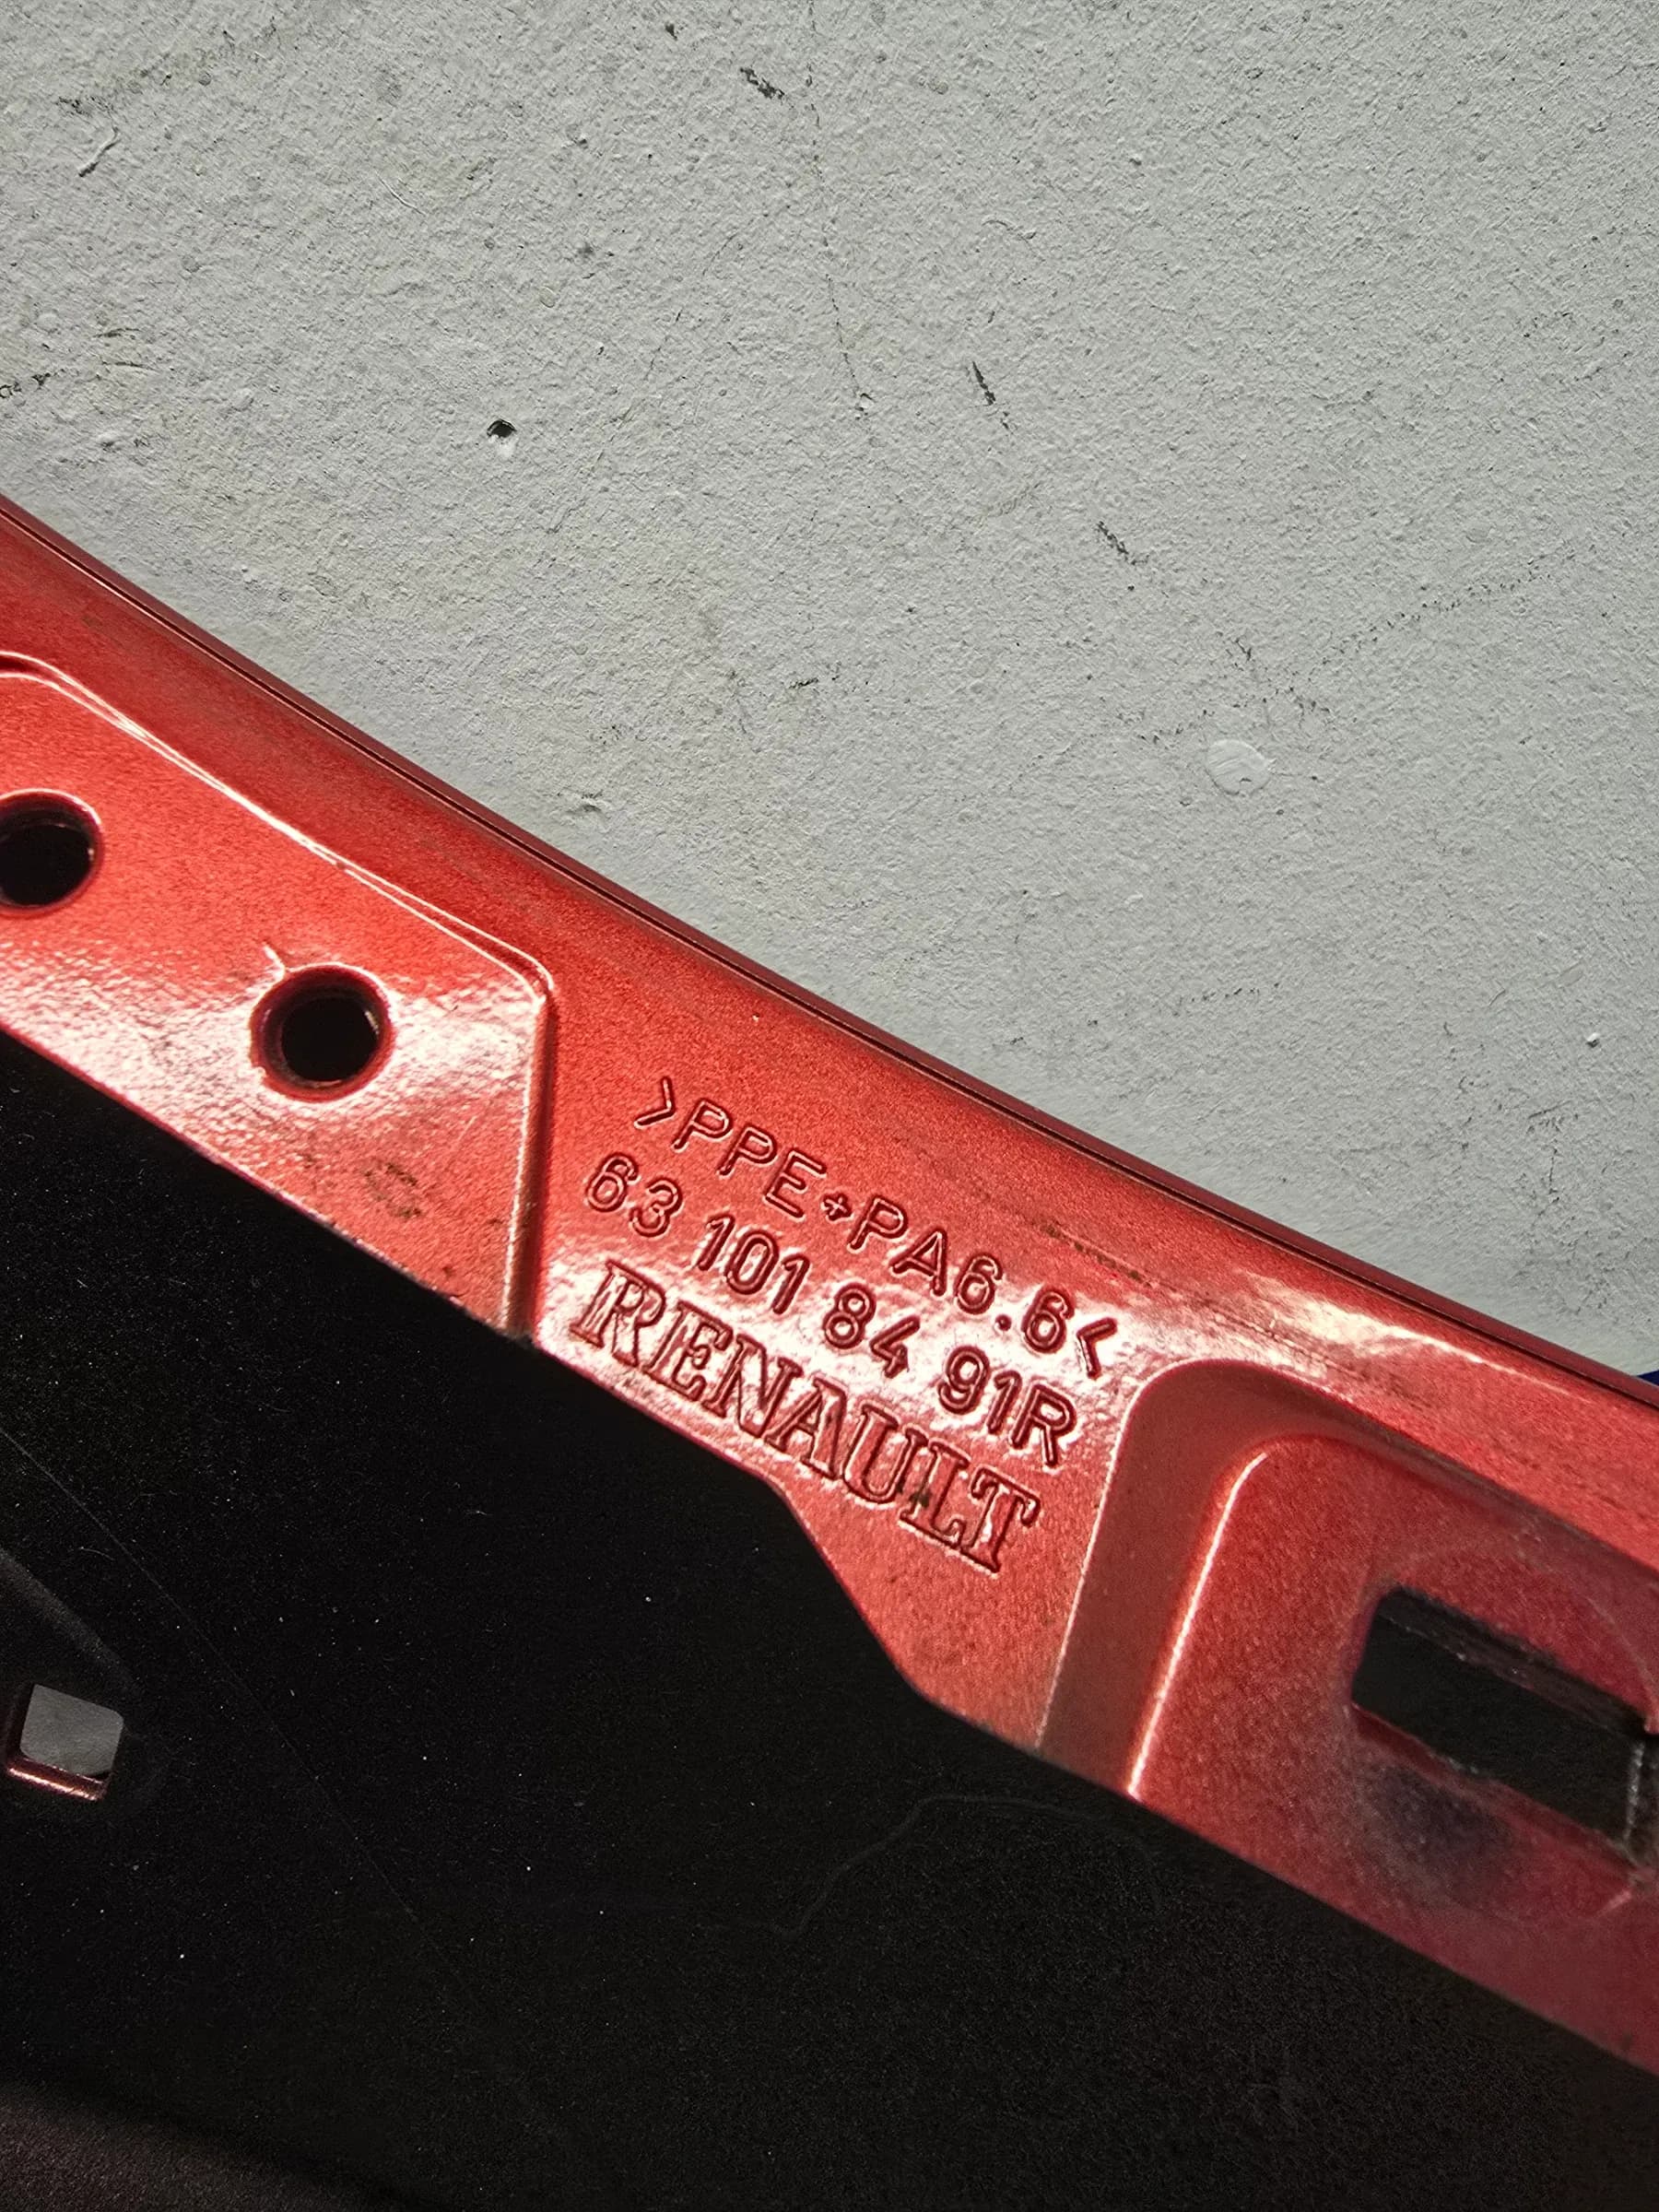 >PPE+PA6.6<
63 101 84 91R
RENAULT